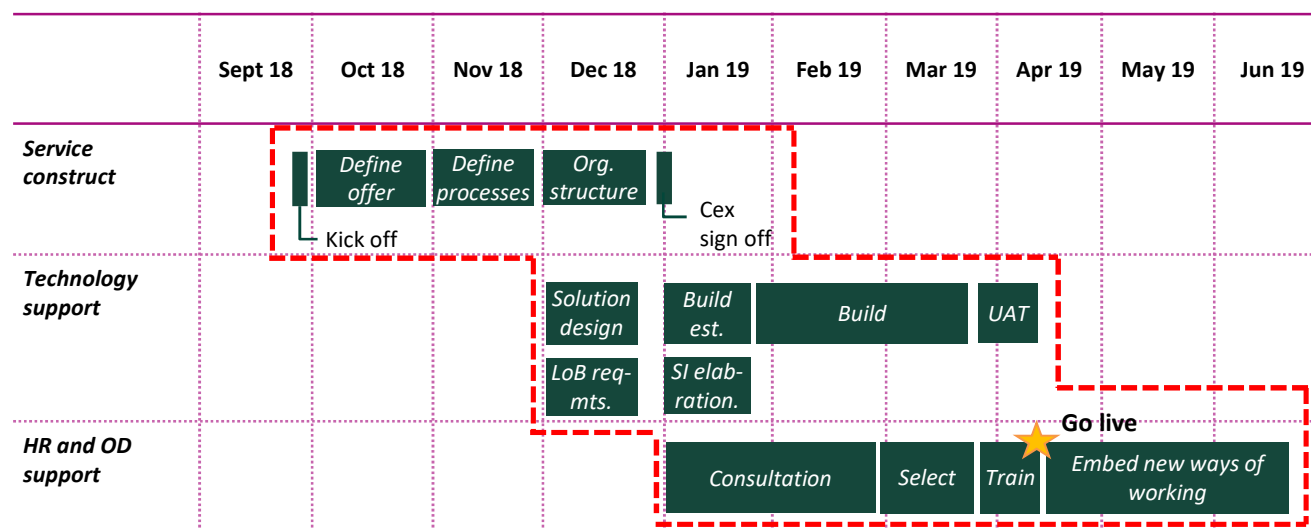 Sept 18 Oct 18 Nov 18 Dec 18 Jan 19 Feb 19 Mar 19 Apr 19 May 19 Jun 19
Service
construct
Define
offer
Define
processes
Org.
structure
Kick off
Cex
sign off
Technology
support
Solution
design
Build
est.
Build
UAT
LoB req-
mts.
SI elab-
ration.
HR and OD
support
Go live
Consultation
Select
Train
Embed new ways of
working